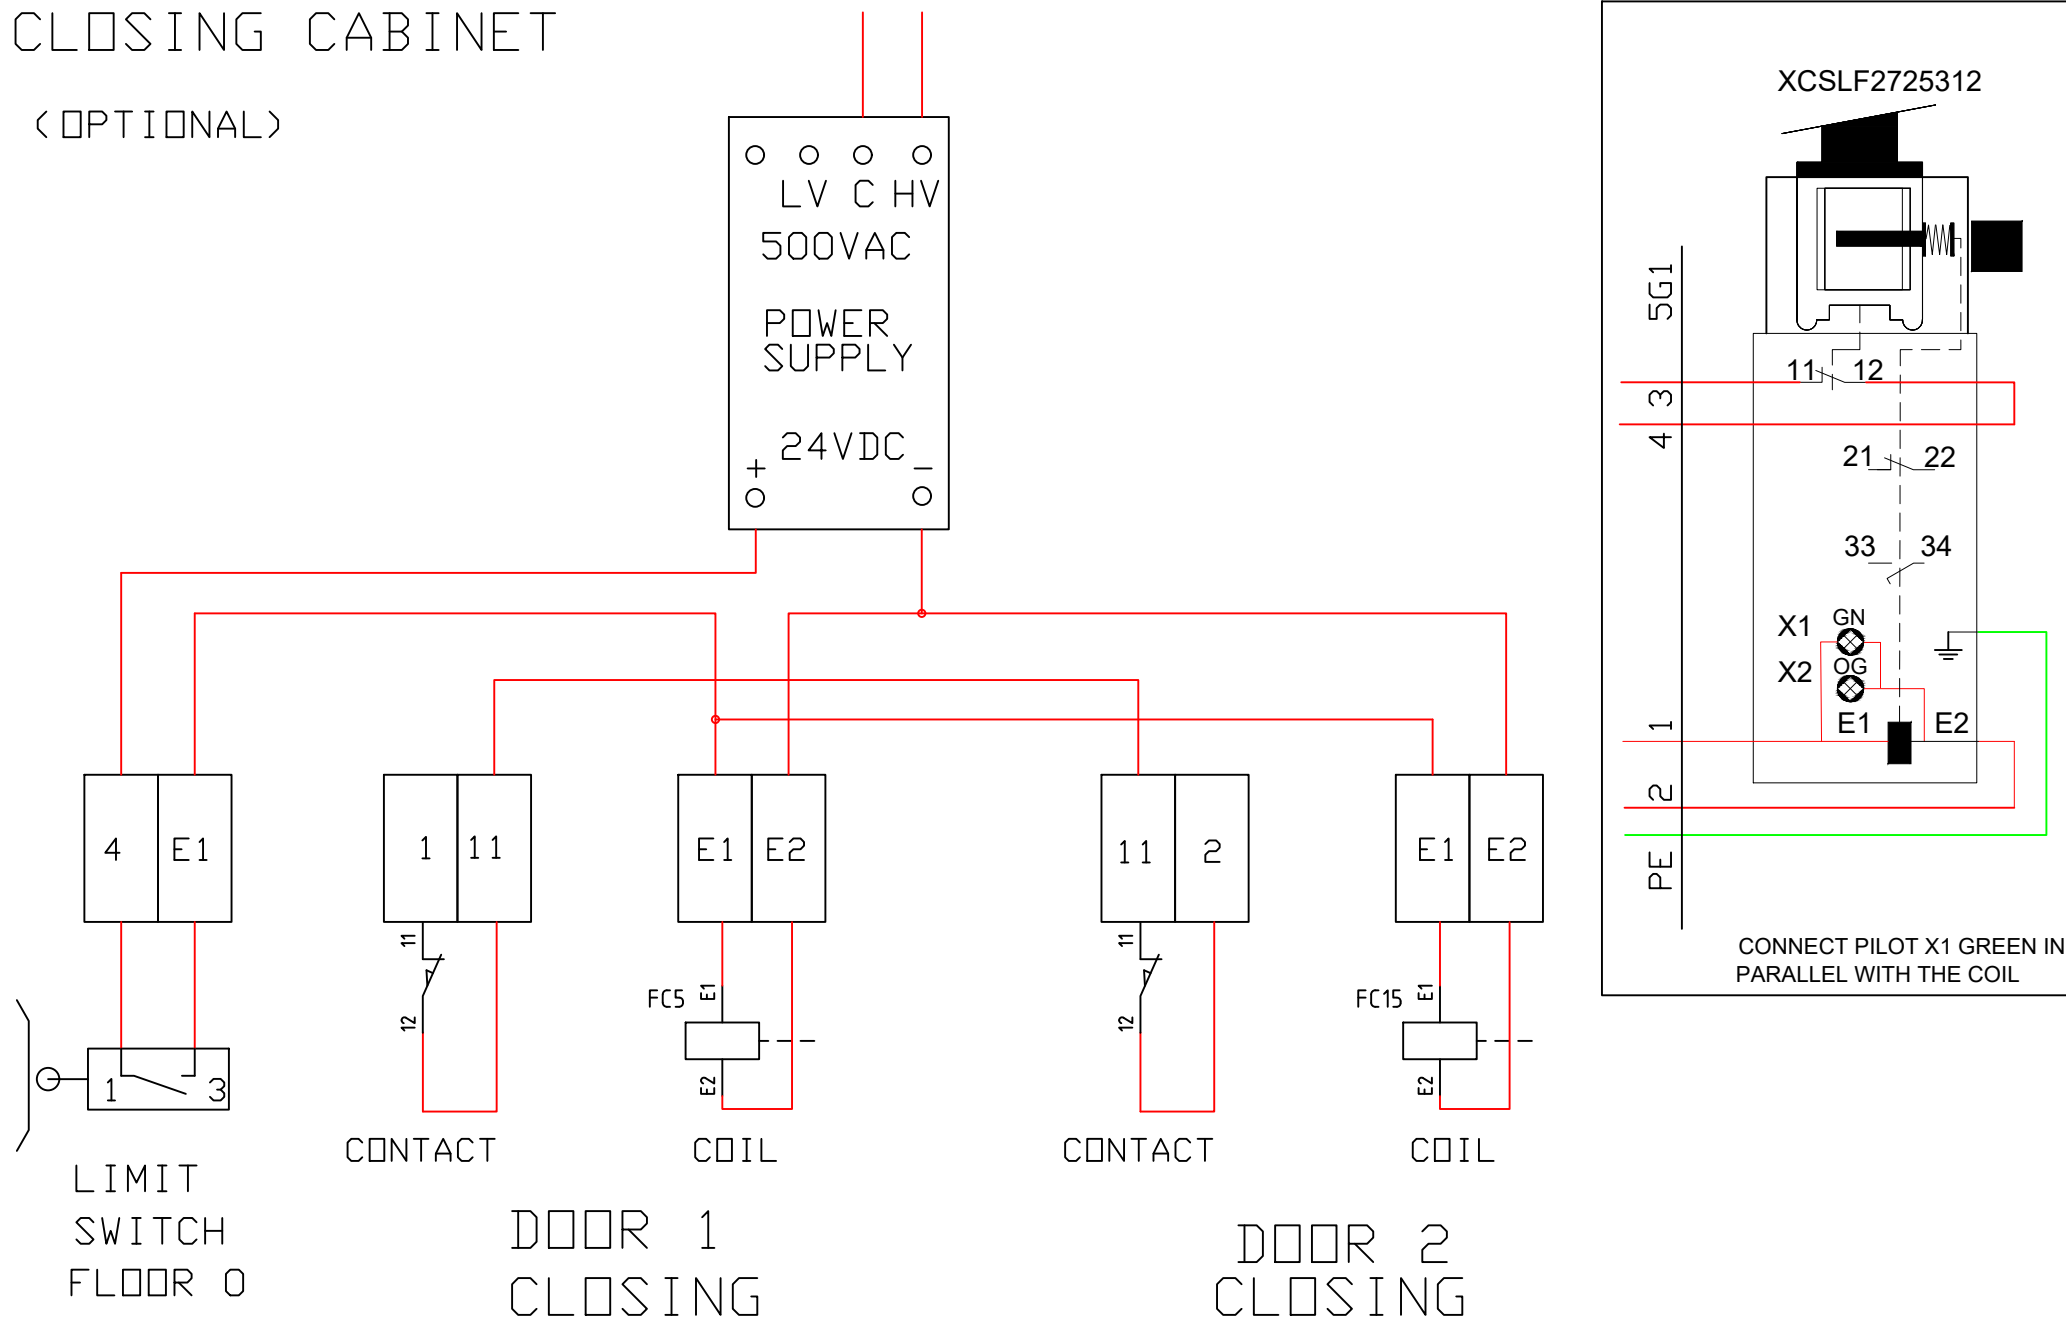 CLOSING CABINET
(OPTIONAL)
LV C HV
500VAC
POWER
SUPPLY
24VDC
+ -
4 E1
1 11
E1 E2
11 2
E1 E2
11
12
FC5 E1
E2
11
12
FC15 E1
E2
1 3
CONTACT
COIL
CONTACT
COIL
LIMIT
SWITCH
FLOOR 0
DOOR 1
CLOSING
DOOR 2
CLOSING
XCSLF2725312
5G1
3
4
1
2
PE
11 12
21 22
33 34
X1 GN
X2 OG
E1 E2
CONNECT PILOT X1 GREEN IN
PARALLEL WITH THE COIL